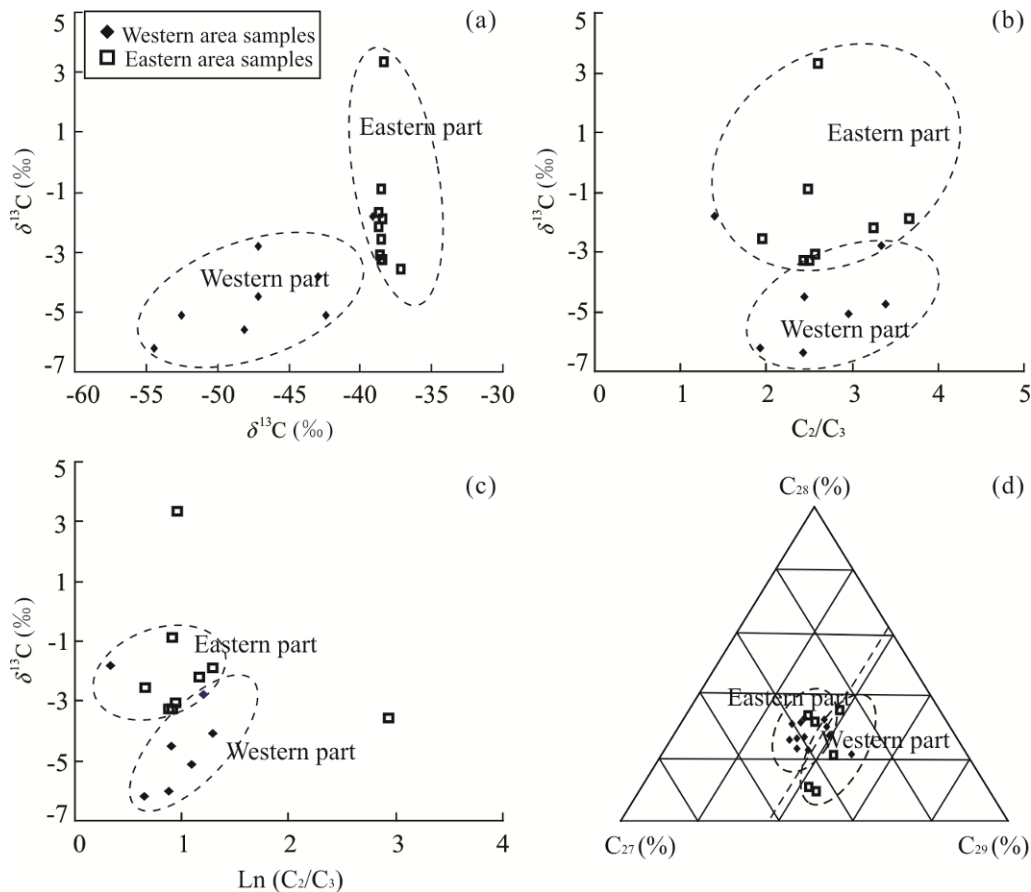 (a)
◆ Western area samples
□ Eastern area samples
Eastern part
Western part
5
3
1
-1
-3
-5
-7
δ¹³C (‰)
-60 -55 -50 -45 -40 -35 -30
δ¹³C (‰)
(b)
Eastern part
Western part
5
3
1
-1
-3
-5
-7
δ¹³C (‰)
0 1 2 3 4 5
C₂/C₃
(c)
Eastern part
Western part
5
3
1
-1
-3
-5
-7
δ¹³C (‰)
0 1 2 3 4
Ln (C₂/C₃)
(d)
C₂₈ (%)
Eastern part
Western part
C₂₇ (%) C₂₉ (%)